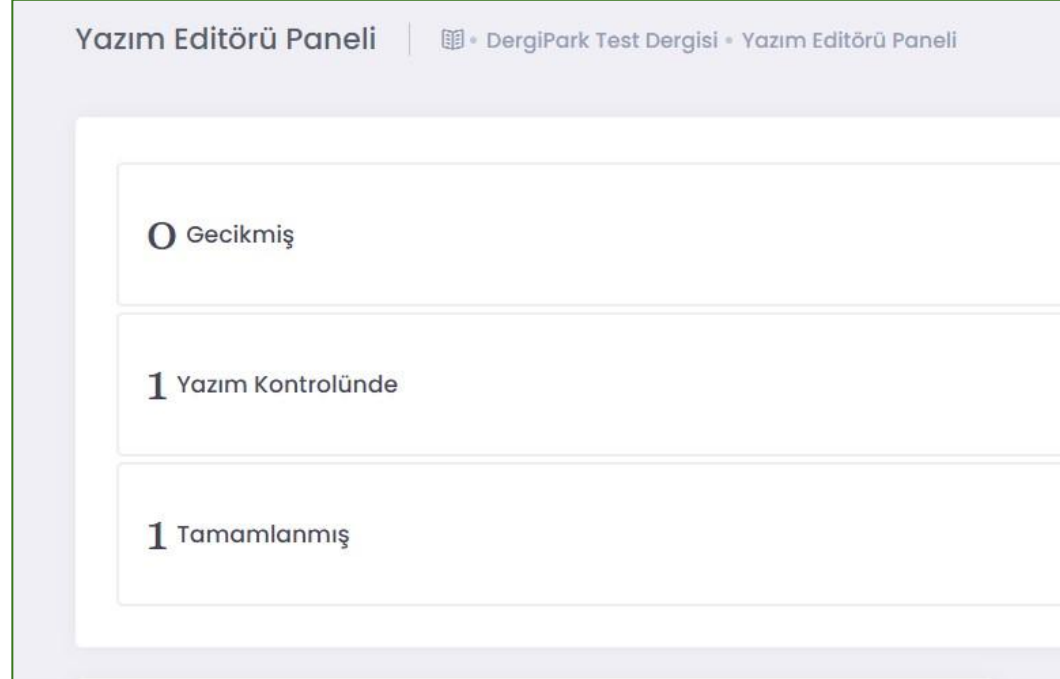 Yazım Editörü Paneli
• DergiPark Test Dergisi • Yazım Editörü Paneli
0 Gecikmiş
1 Yazım Kontrolünde
1 Tamamlanmış